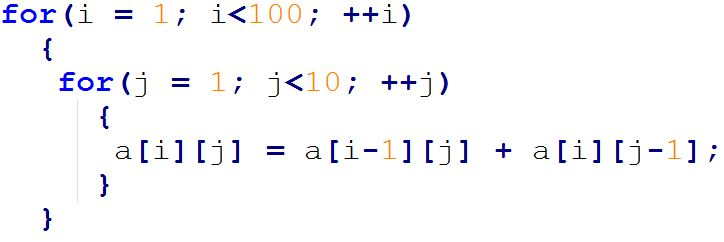 for(i = 1; i<100; ++i)
{
for(j = 1; j<10; ++j)
{
a[i][j] = a[i-1][j] + a[i][j-1];
}
}